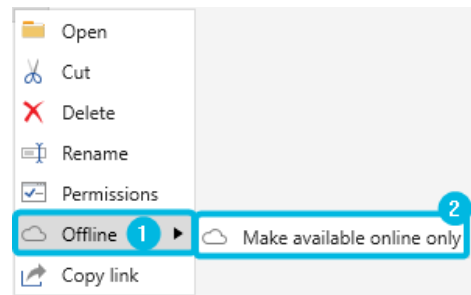 Open
Cut
Delete
Rename
Permissions
Offline 1
2
Make available online only
Copy link